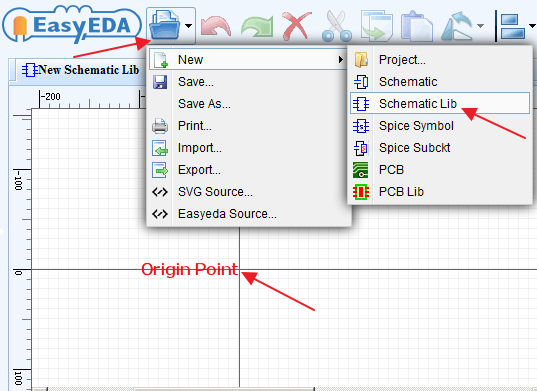 EasyEDA
New Schematic Lib
-200
-100
0
100
New
Save...
Save As...
Print...
Import...
Export...
SVG Source...
Easyeda Source...
Project...
Schematic
Schematic Lib
Spice Symbol
Spice Subckt
PCB
PCB Lib
Origin Point